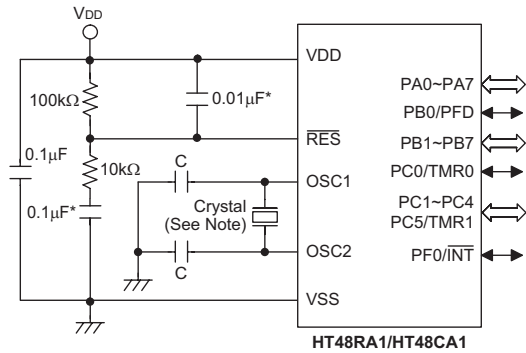 VDD
VDD
100kΩ
0.01μF*
RES
0.1μF
10kΩ
0.1μF*
C
OSC1
Crystal
(See Note)
OSC2
C
VSS
PA0~PA7
PB0/PFD
PB1~PB7
PC0/TMR0
PC1~PC4
PC5/TMR1
PF0/INT
HT48RA1/HT48CA1